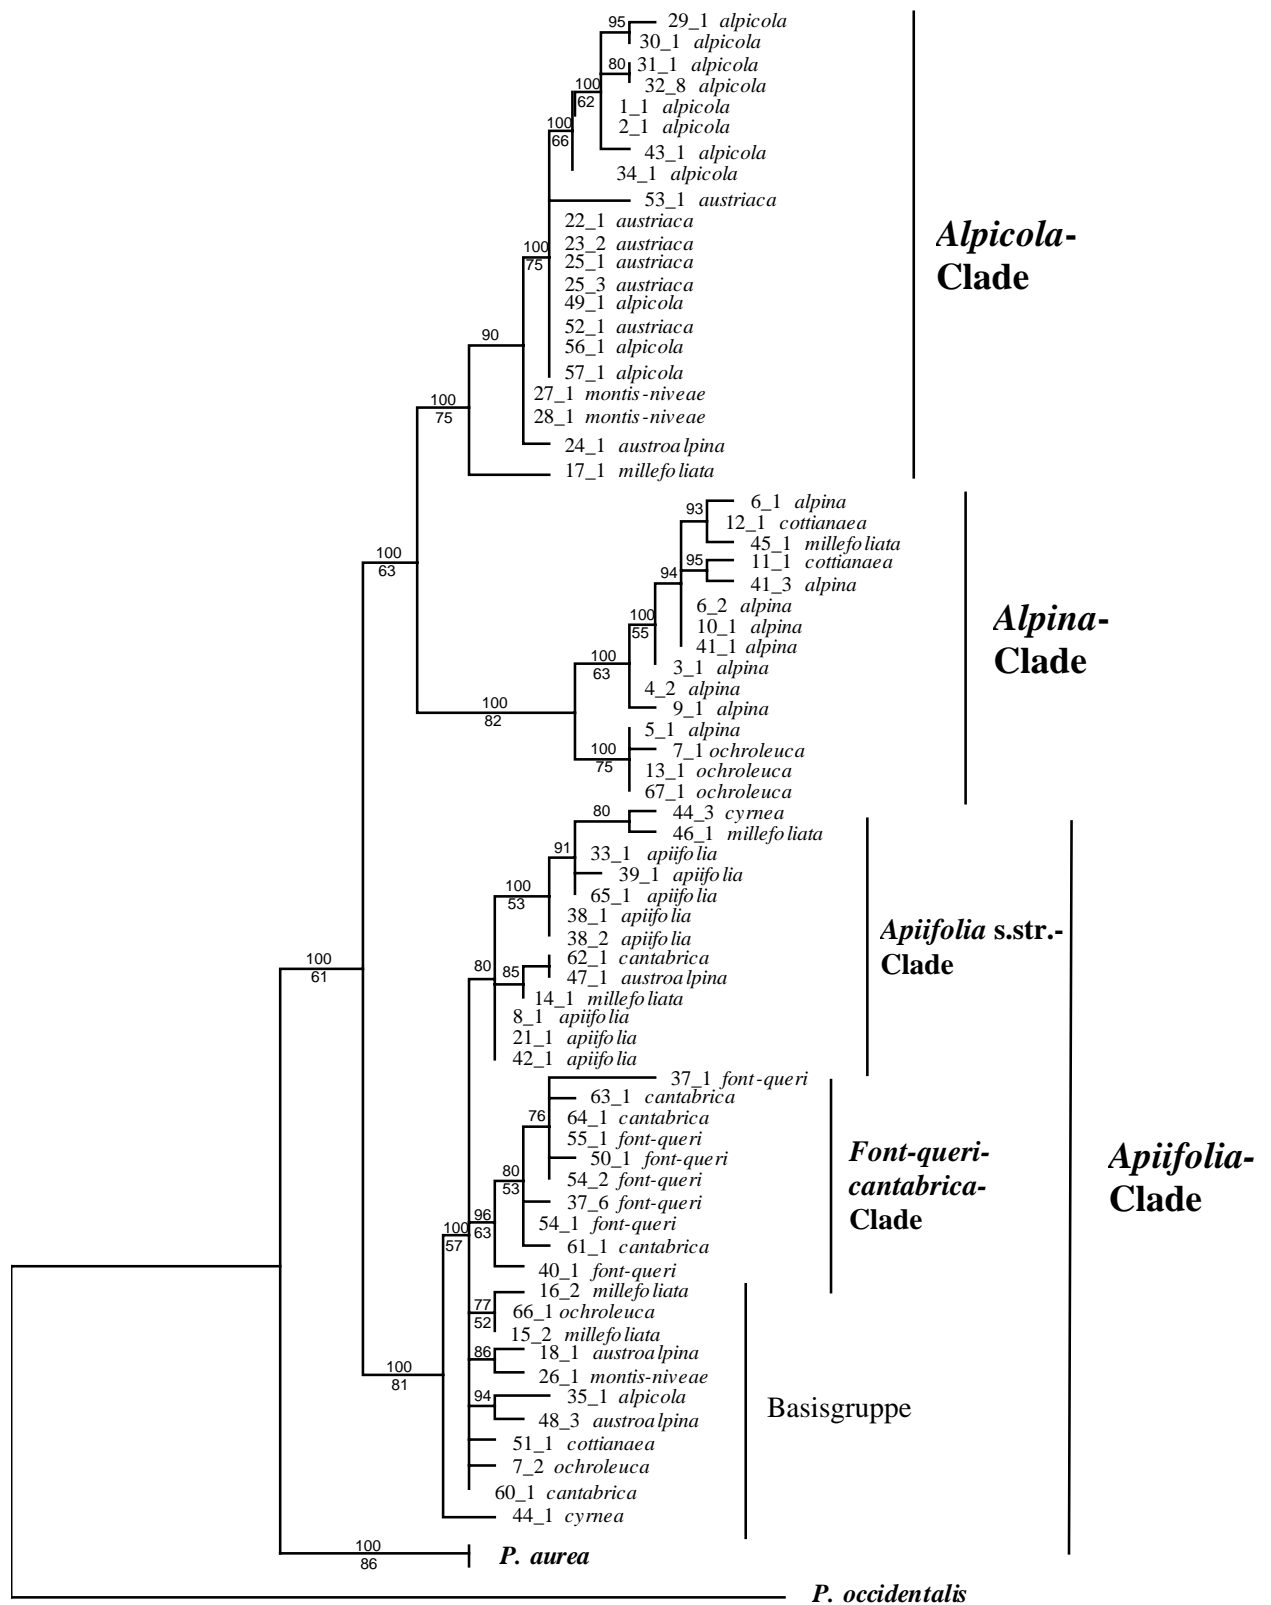 95
29_1 alpicola
30_1 alpicola
80
31_1 alpicola
32_8 alpicola
100
62
1_1 alpicola
2_1 alpicola
100
66
43_1 alpicola
34_1 alpicola
53_1 austriaca
22_1 austriaca
23_2 austriaca
100
75
25_1 austriaca
25_3 austriaca
49_1 alpicola
52_1 austriaca
90
56_1 alpicola
57_1 alpicola
27_1 montis-niveae
100
75
28_1 montis-niveae
24_1 austroalpina
17_1 millefoliata
Alpicola-
Clade
93
6_1 alpina
12_1 cottianaea
45_1 millefoliata
95
11_1 cottianaea
94
41_3 alpina
100
63
6_2 alpina
100
55
10_1 alpina
41_1 alpina
100
63
3_1 alpina
4_2 alpina
100
82
9_1 alpina
5_1 alpina
100
75
7_1 ochroleuca
13_1 ochroleuca
67_1 ochroleuca
Alpina-
Clade
80
44_3 cyrnea
46_1 millefoliata
91
33_1 apiifolia
39_1 apiifolia
100
53
65_1 apiifolia
38_1 apiifolia
38_2 apiifolia
62_1 cantabrica
80
85
47_1 austroalpina
14_1 millefoliata
8_1 apiifolia
21_1 apiifolia
42_1 apiifolia
Apiifolia s.str.-
Clade
100
61
37_1 font-queri
63_1 cantabrica
76
64_1 cantabrica
55_1 font-queri
50_1 font-queri
80
53
54_2 font-queri
37_6 font-queri
96
63
54_1 font-queri
100
57
61_1 cantabrica
40_1 font-queri
Font-queri-
cantabrica-
Clade
Apiifolia-
Clade
16_2 millefoliata
77
52
66_1 ochroleuca
15_2 millefoliata
86
18_1 austroalpina
100
81
26_1 montis-niveae
94
35_1 alpicola
48_3 austroalpina
51_1 cottianaea
7_2 ochroleuca
60_1 cantabrica
44_1 cyrnea
Basisgruppe
100
86
P. aurea
P. occidentalis